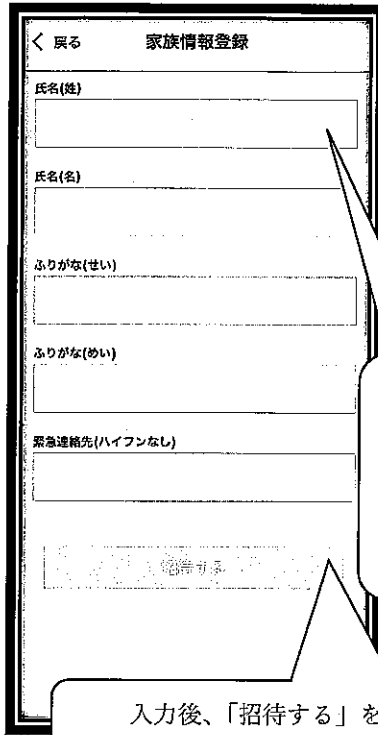 < 戻る 家族情報登録
氏名(姓)
氏名(名)
ふりがな(せい)
ふりがな(めい)
緊急連絡先(ハイフンなし)
招待する
入力後、「招待する」を